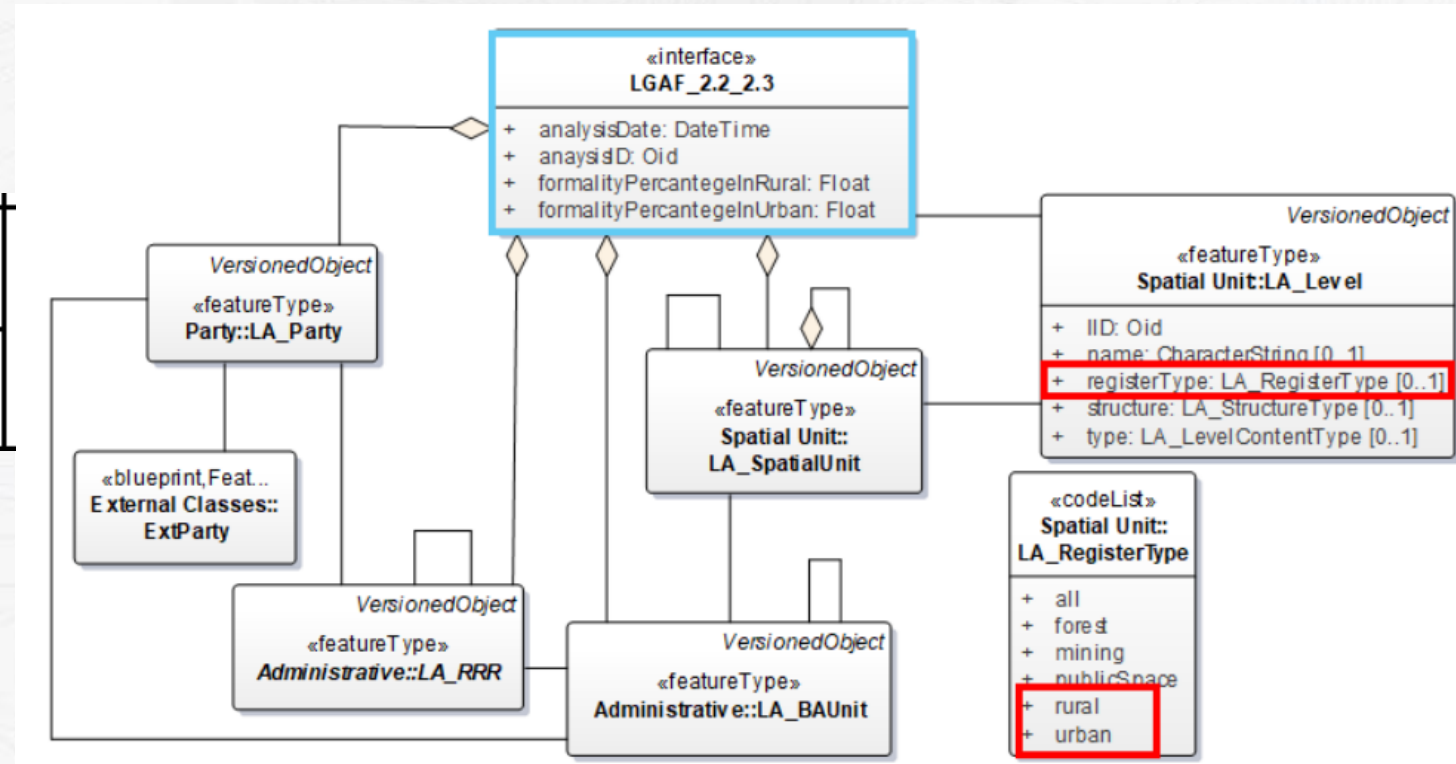 «interface»
LGAF_2.2_2.3
+ analysisDate: DateTime
+ anaysisID: Oid
+ formalityPercantegeInRural: Float
+ formalityPercantegeInUrban: Float
VersionedObject
«featureType»
Spatial Unit::LA_Level
+ lID: Oid
+ name: CharacterString [0..1]
+ registerType: LA_RegisterType [0..1]
+ structure: LA_StructureType [0..1]
+ type: LA_LevelContentType [0..1]
VersionedObject
«featureType»
Party::LA_Party
VersionedObject
«featureType»
Spatial Unit::
LA_SpatialUnit
«blueprint,Feat...
External Classes::
ExtParty
«codeList»
Spatial Unit::
LA_RegisterType
+ all
+ forest
+ mining
+ publicSpace
+ rural
+ urban
VersionedObject
«featureType»
Administrative::LA_RRR
VersionedObject
«featureType»
Administrative::LA_BAUnit